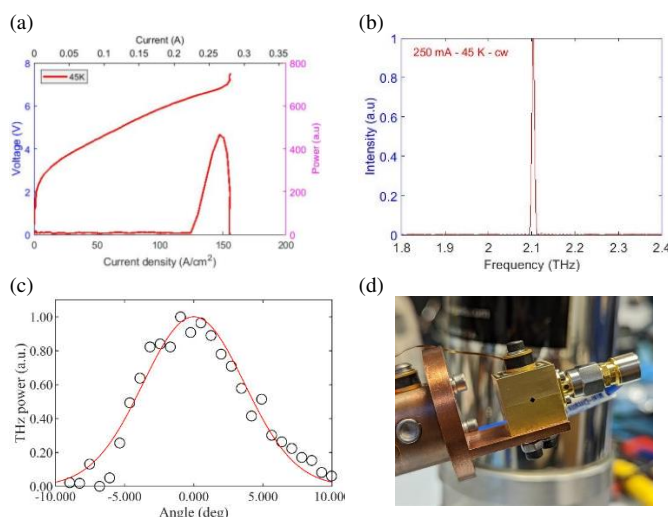 (a)
Current (A)
0 0.05 0.1 0.15 0.2 0.25 0.3 0.35
8 800
45K
6 600
4 400
2 200
0 0
Voltage (V)
Power (a.u)
0 50 100 150 200
Current density (A/cm²)
(b)
250 mA - 45 K - cw
1
0.8
0.6
0.4
0.2
0
Intensity (a.u)
1.8 1.9 2 2.1 2.2 2.3 2.4
Frequency (THz)
(c)
1.00
0.80
0.60
0.40
0.20
0.00
THz power (a.u.)
-10.000 -5.000 0.000 5.000 10.000
Angle (deg)
(d)